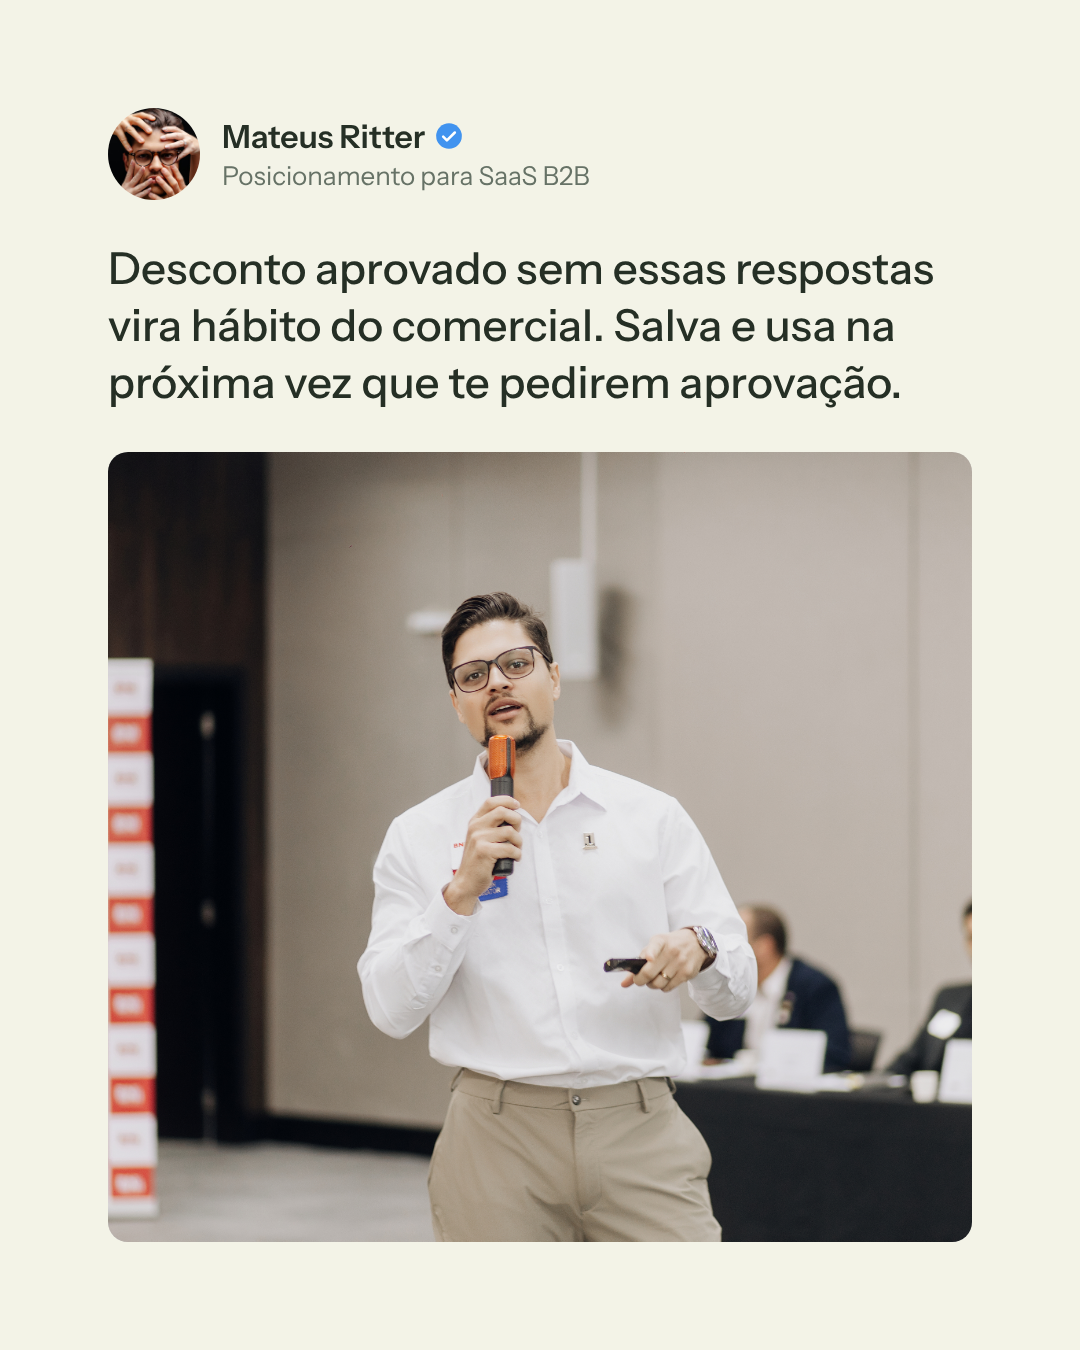 Mateus Ritter
Posicionamento para SaaS B2B
Desconto aprovado sem essas respostas
vira hábito do comercial. Salva e usa na
próxima vez que te pedirem aprovação.